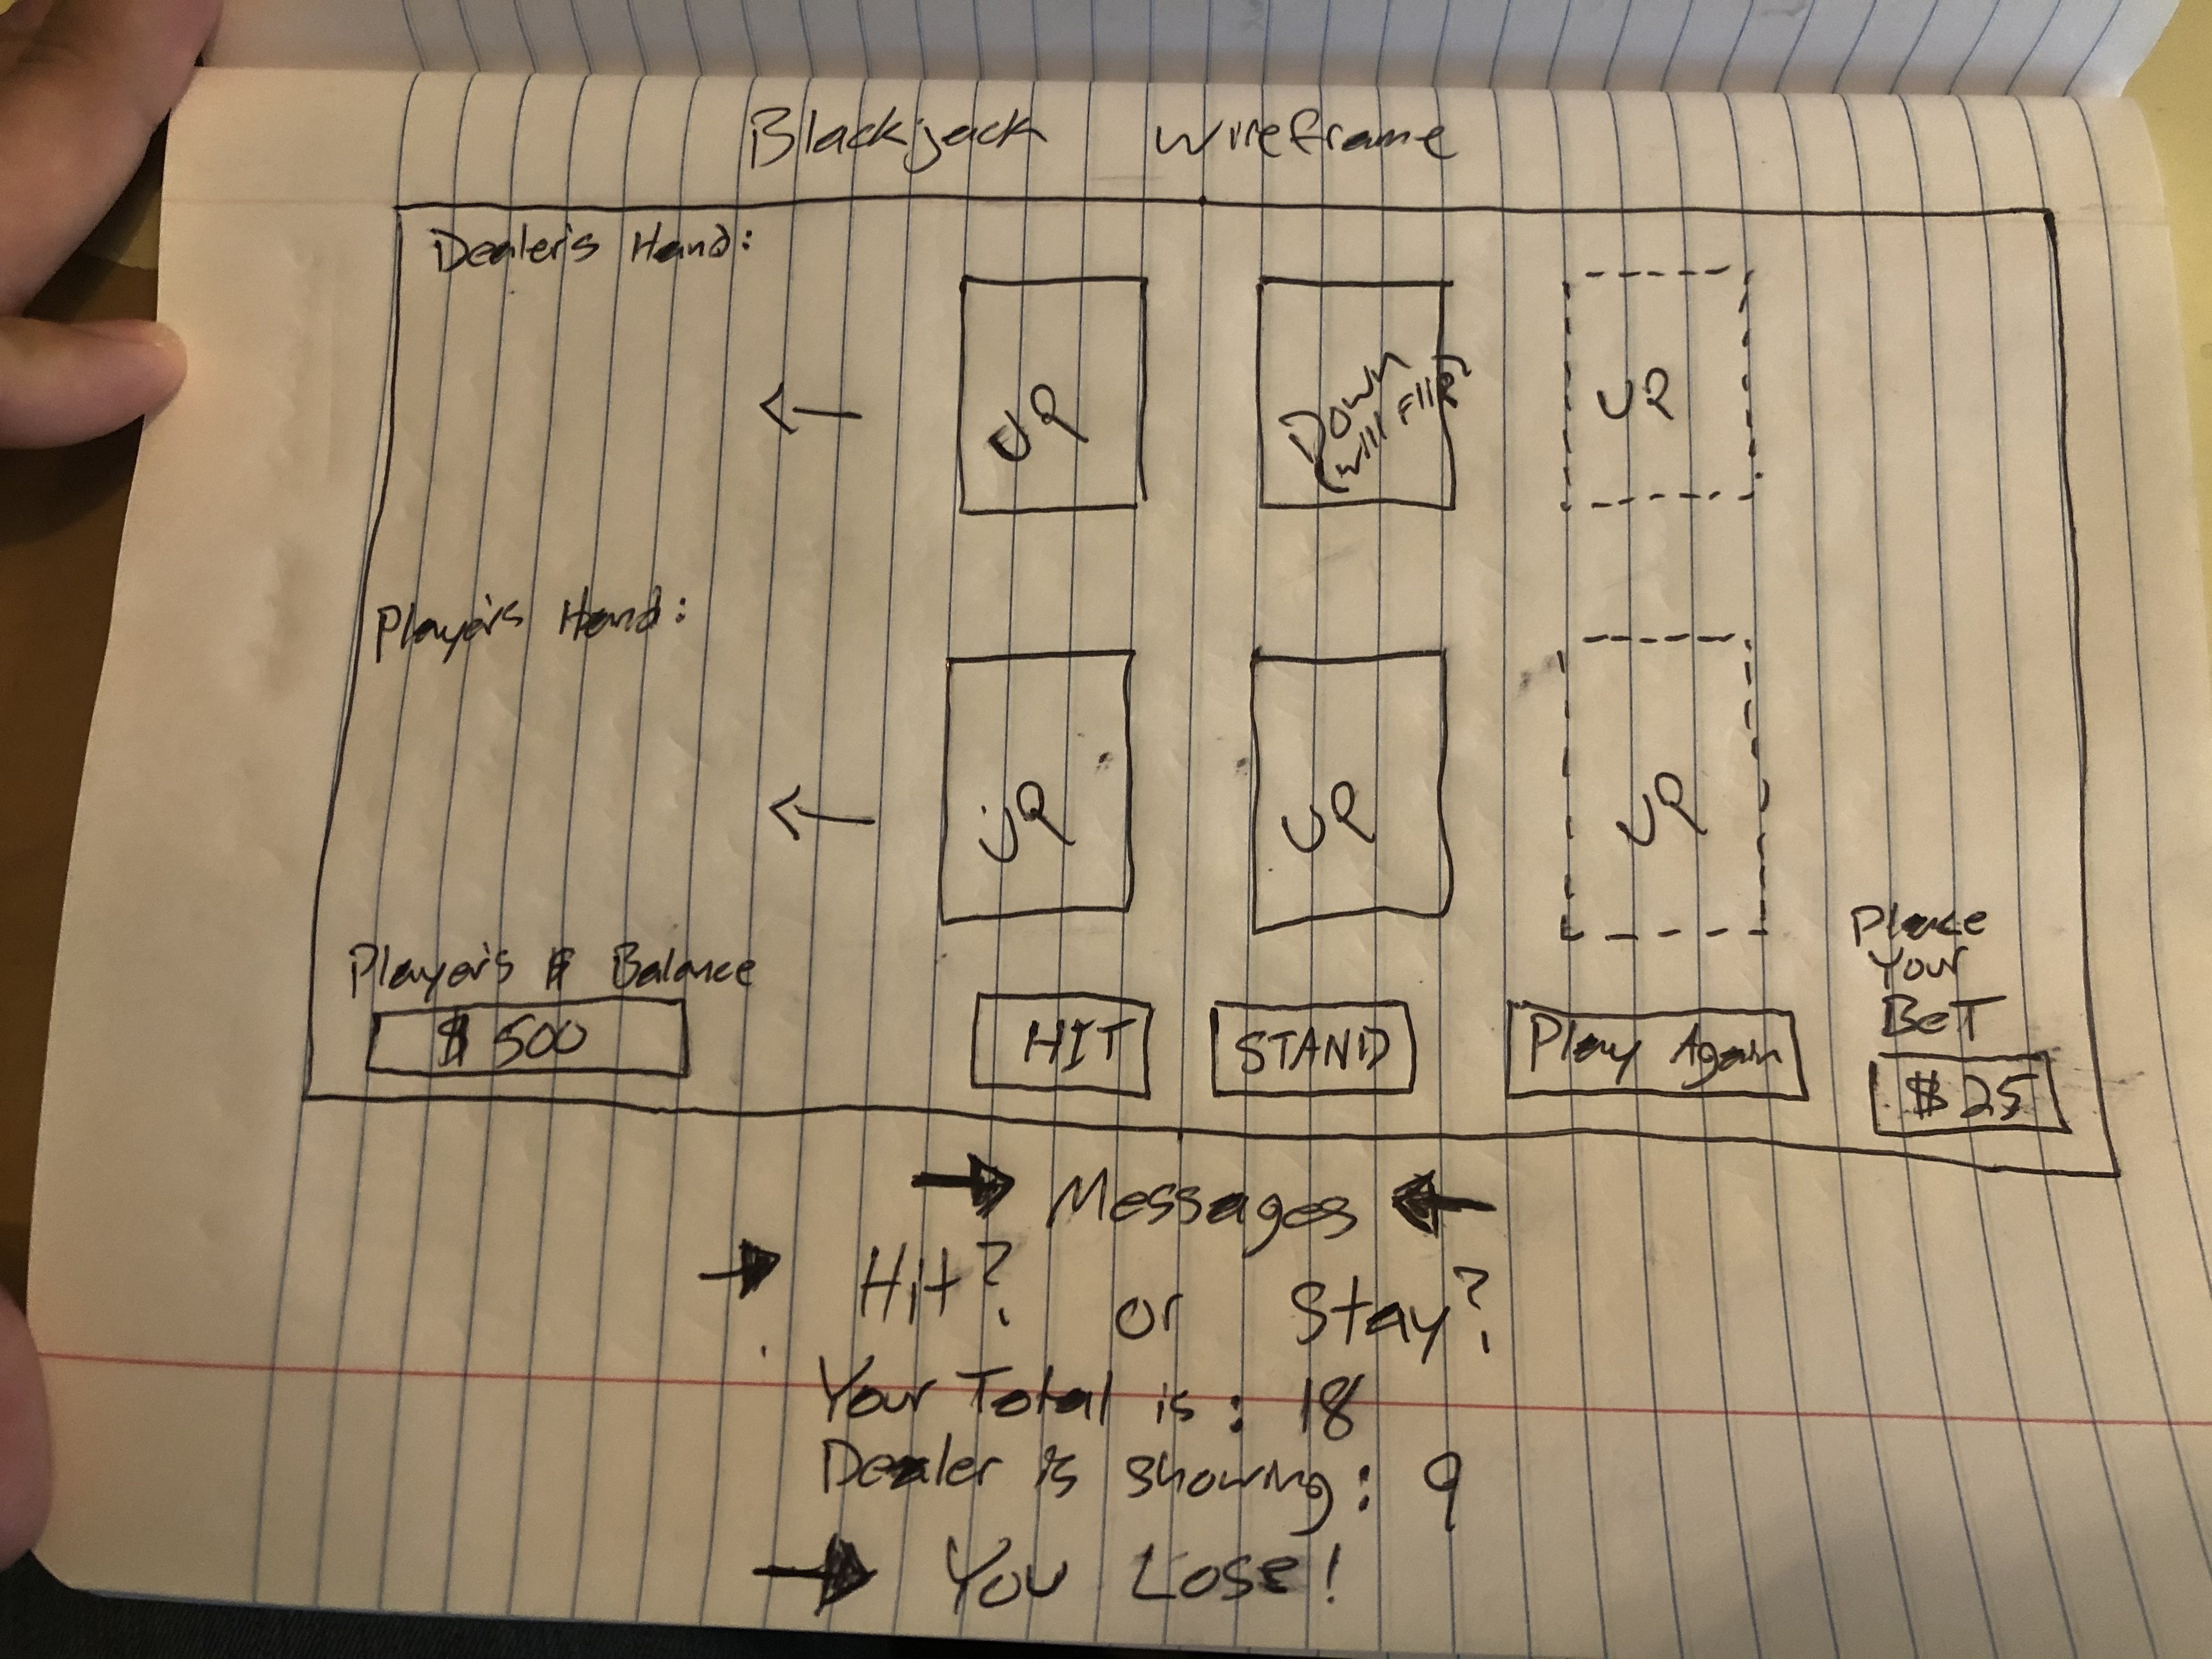 Blackjack Wireframe
Dealer's Hand:
UP
Down
(will flip)
UP
Player's Hand:
UP
UP
UP
Player's $ Balance
$ 500
HIT
STAND
Play Again
Place
Your
BeT
$ 25
Messages
Hit? or Stay?
Your Total is: 18
Dealer is showing: 9
You Lose!